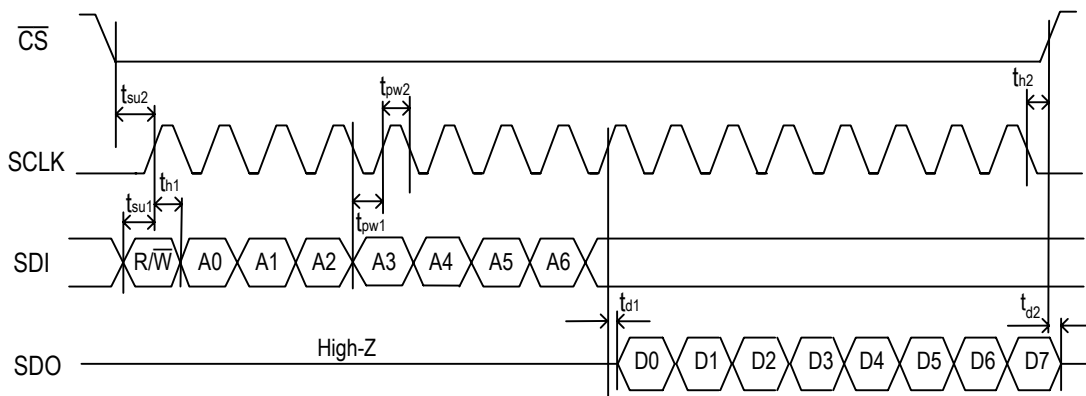 CS
tsu2
tpw2
th2
SCLK
tsu1
th1
tpw1
SDI
R/W
A0
A1
A2
A3
A4
A5
A6
td1
td2
SDO
High-Z
D0
D1
D2
D3
D4
D5
D6
D7